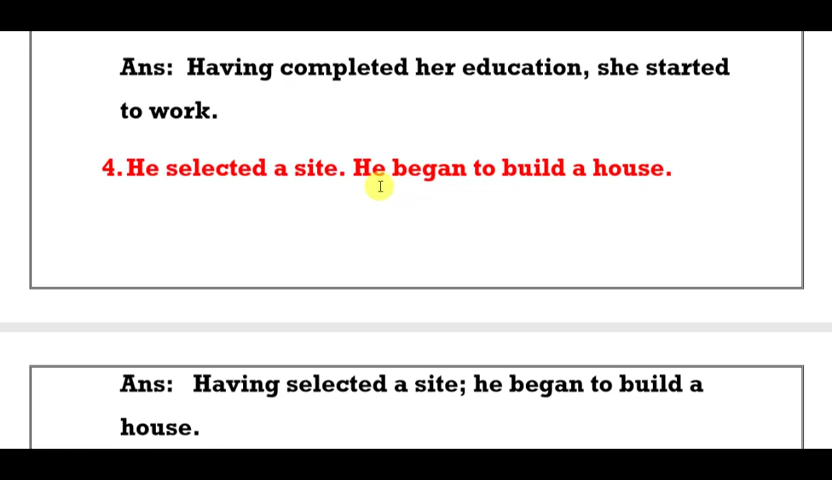 Ans: Having completed her education, she started
to work.
4. He selected a site. He began to build a house.
Ans: Having selected a site; he began to build a
house.